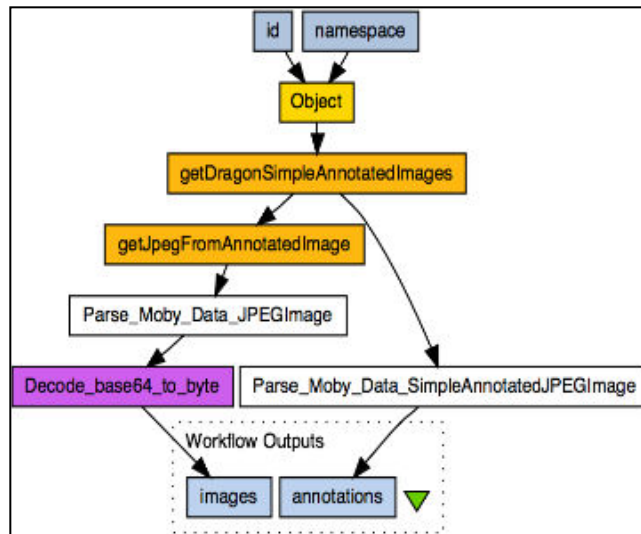 id
namespace
Object
getDragonSimpleAnnotatedImages
getJpegFromAnnotatedImage
Parse_Moby_Data_JPEGImage
Decode_base64_to_byte
Parse_Moby_Data_SimpleAnnotatedJPEGImage
Workflow Outputs
images
annotations